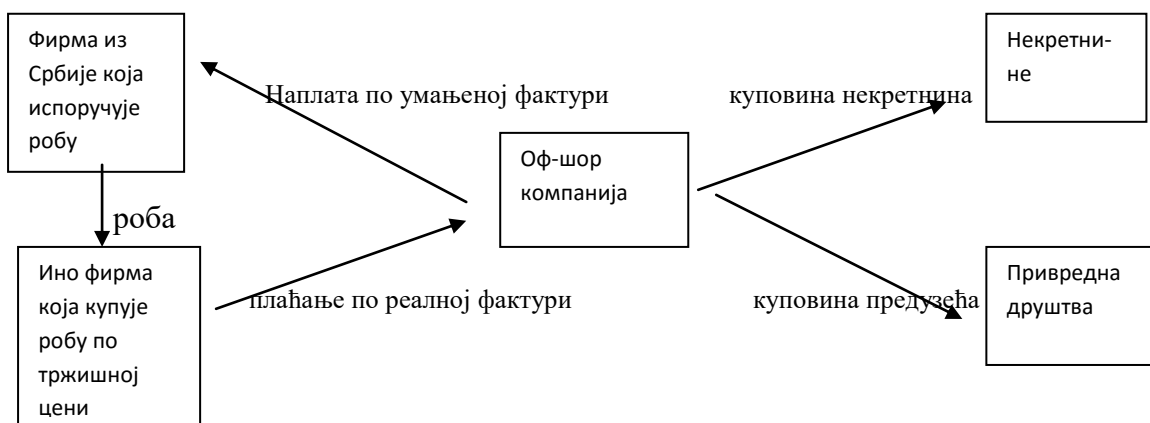 Фирма из
Србије која
испоручује
робу
Наплата по умањеној фактури
куповина некретнина
Некретни-
не
Оф-шор
компанија
роба
Ино фирма
која купује
робу по
тржишној
цени
плаћање по реалној фактури
куповина предузећа
Привредна
друштва